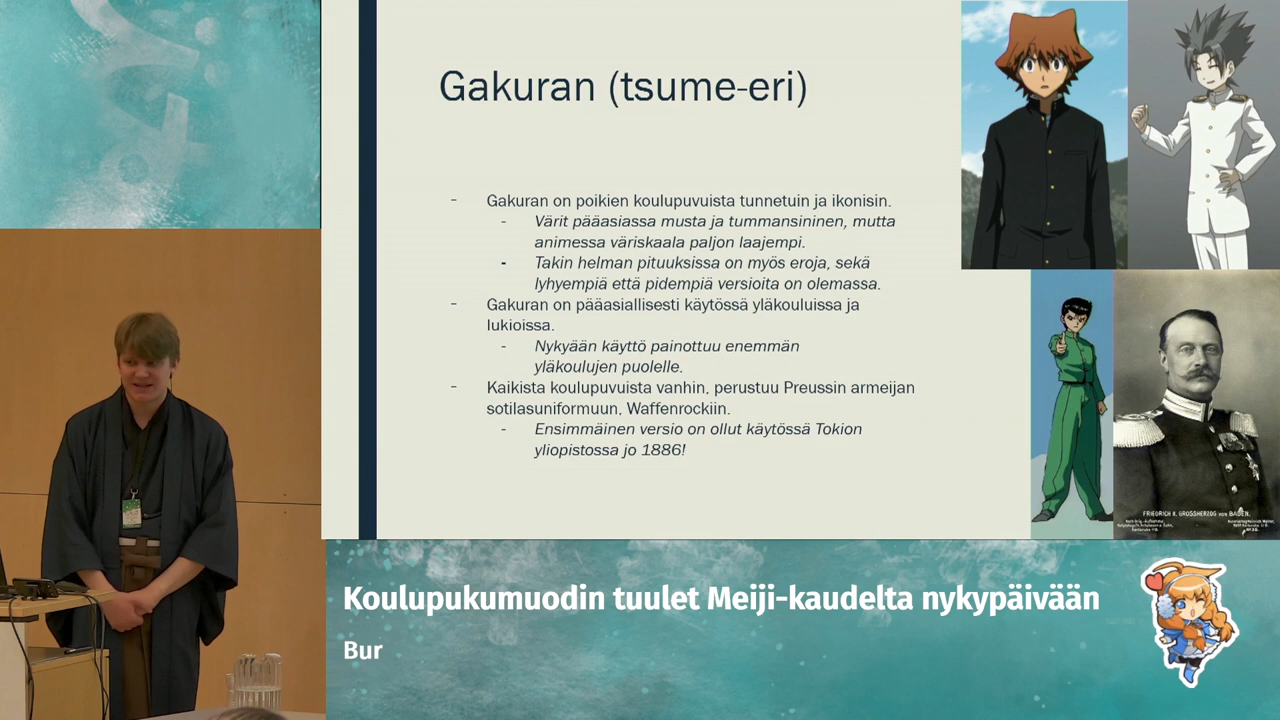 Gakuran (tsume-eri)
- Gakuran on poikien koulupuvuista tunnetuin ja ikonisin.
- Värit pääasiassa musta ja tummansininen, mutta
animessa väriskaala paljon laajempi.
- Takin helman pituuksissa on myös eroja, sekä
lyhyempiä että pidempiä versioita on olemassa.
- Gakuran on pääasiallisesti käytössä yläkouluissa ja
lukioissa.
- Nykyään käyttö painottuu enemmän
yläkoulujen puolelle.
- Kaikista koulupuvuista vanhin, perustuu Preussin armeijan
sotilasuniformuun, Waffenrockiin.
- Ensimmäinen versio on ollut käytössä Tokion
yliopistossa jo 1886!
FRIEDRICH II. GROSSHERZOG von BADEN.
Koulupukumuodin tuulet Meiji-kaudelta nykypäivään
Bur